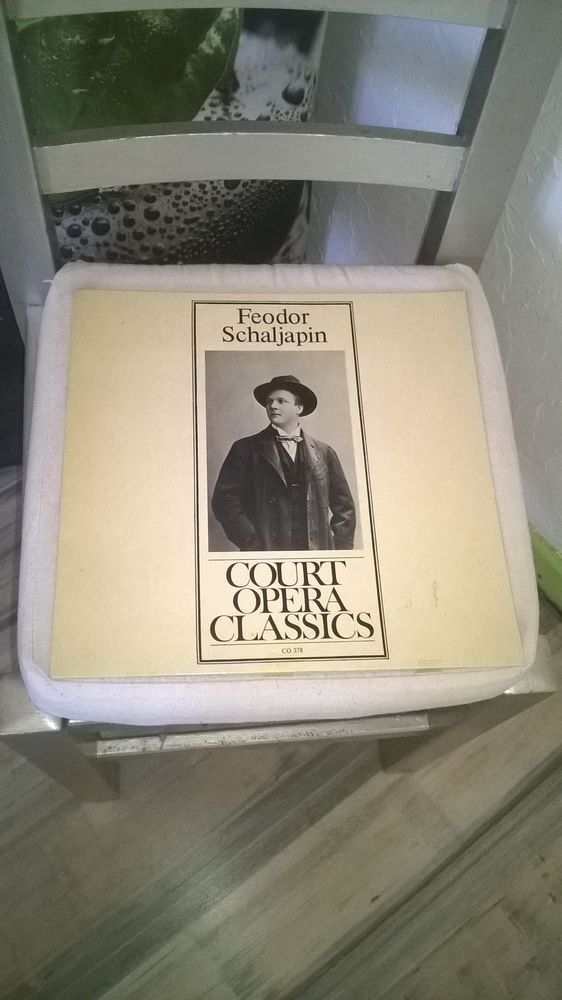 Feodor
Schaljapin
COURT
OPERA
CLASSICS
CO 378